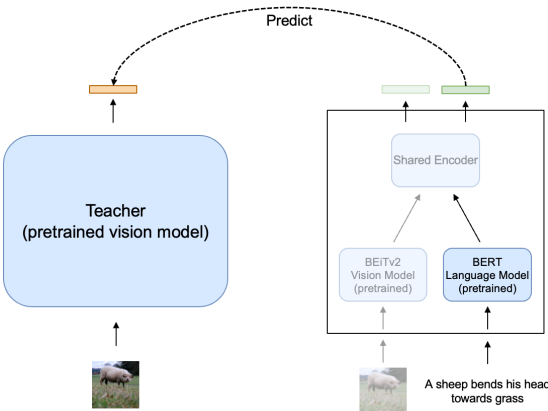 Predict
Teacher
(pretrained vision model)
Shared Encoder
BEiTv2
Vision Model
(pretrained)
BERT
Language Model
(pretrained)
A sheep bends his head
towards grass